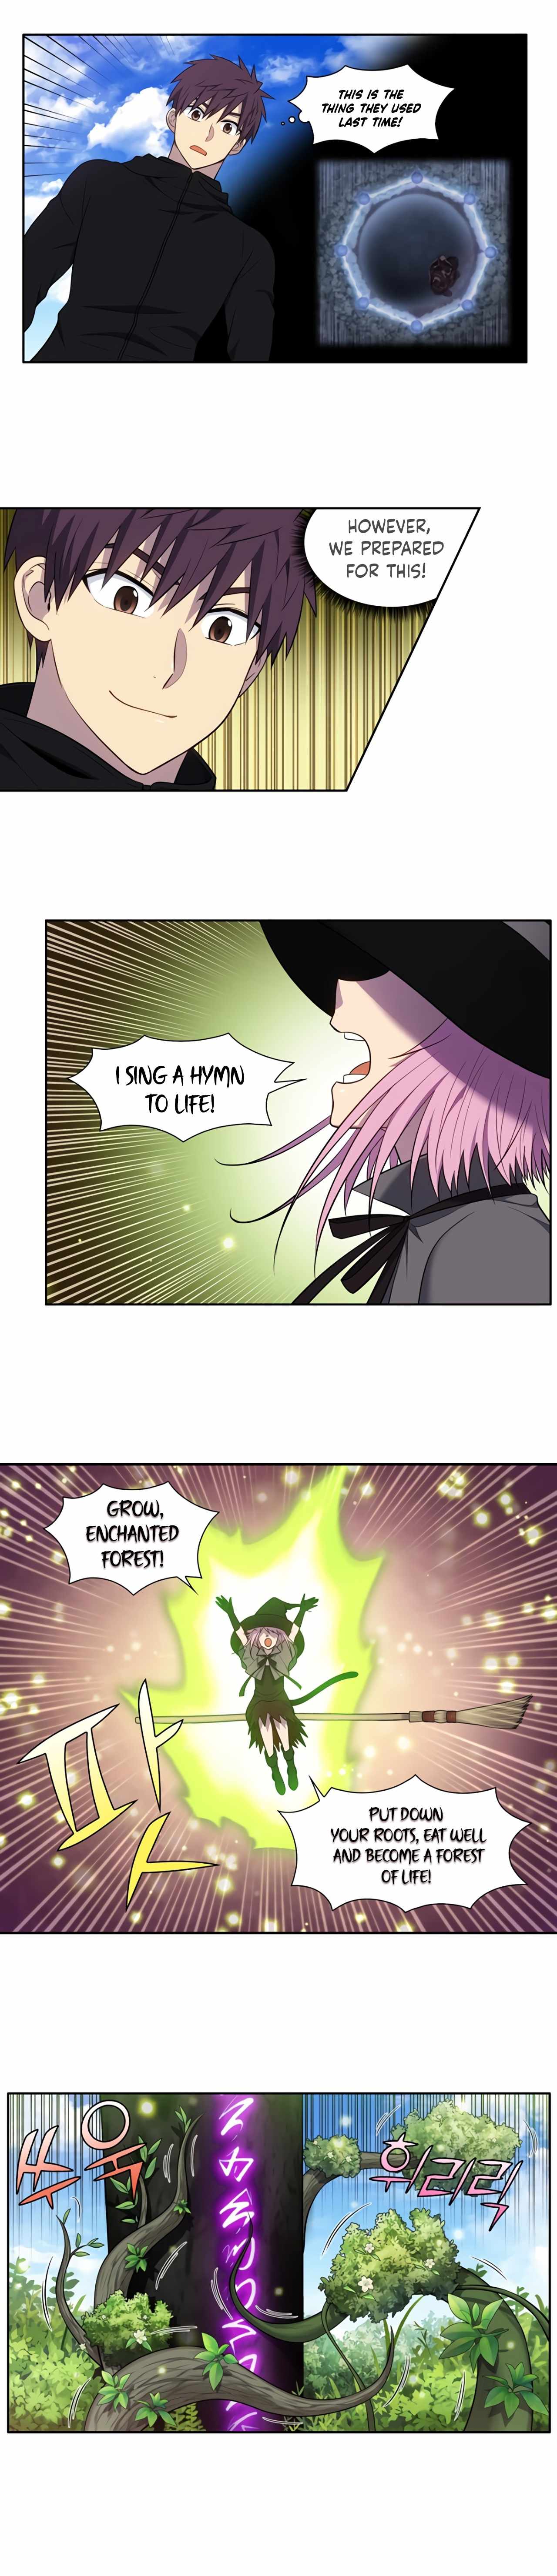 THIS IS THE
THING THEY USED
LAST TIME!
HOWEVER,
WE PREPARED
FOR THIS!
I SING A HYMN
TO LIFE!
GROW,
ENCHANTED
FOREST!
파
앗
PUT DOWN
YOUR ROOTS, EAT WELL
AND BECOME A FOREST
OF LIFE!
쑤욱
휘리릭